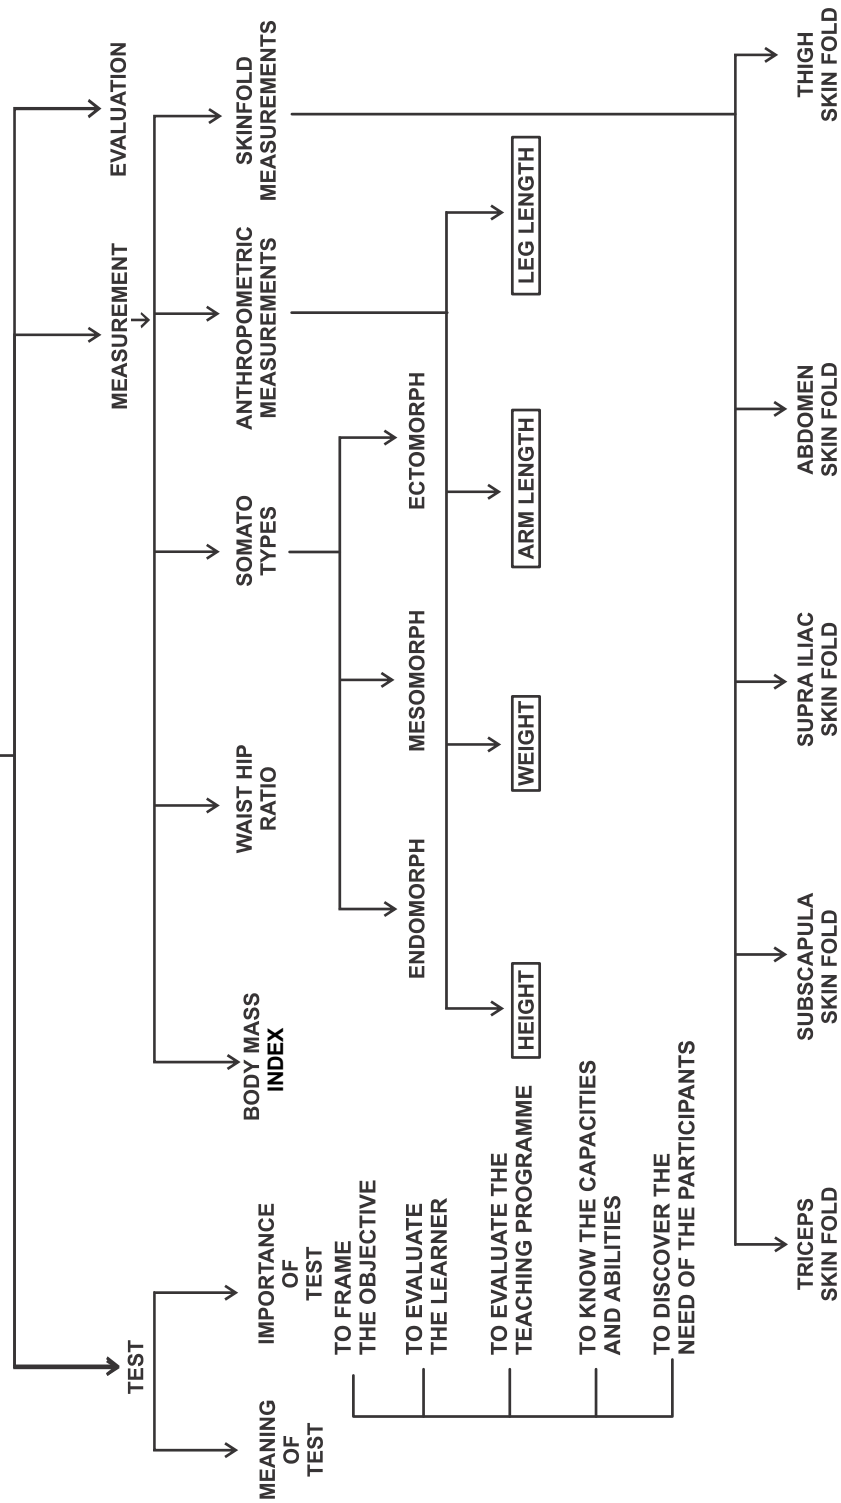 TEST
MEASUREMENT
EVALUATION
MEANING
OF
TEST
IMPORTANCE
OF
TEST
BODY MASS
INDEX
WAIST HIP
RATIO
SOMATO
TYPES
ANTHROPOMETRIC
MEASUREMENTS
SKINFOLD
MEASUREMENTS
TO FRAME
THE OBJECTIVE
TO EVALUATE
THE LEARNER
TO EVALUATE THE
TEACHING PROGRAMME
TO KNOW THE CAPACITIES
AND ABILITIES
TO DISCOVER THE
NEED OF THE PARTICIPANTS
ENDOMORPH
MESOMORPH
ECTOMORPH
HEIGHT
WEIGHT
ARM LENGTH
LEG LENGTH
TRICEPS
SKIN FOLD
SUBSCAPULA
SKIN FOLD
SUPRA ILIAC
SKIN FOLD
ABDOMEN
SKIN FOLD
THIGH
SKIN FOLD